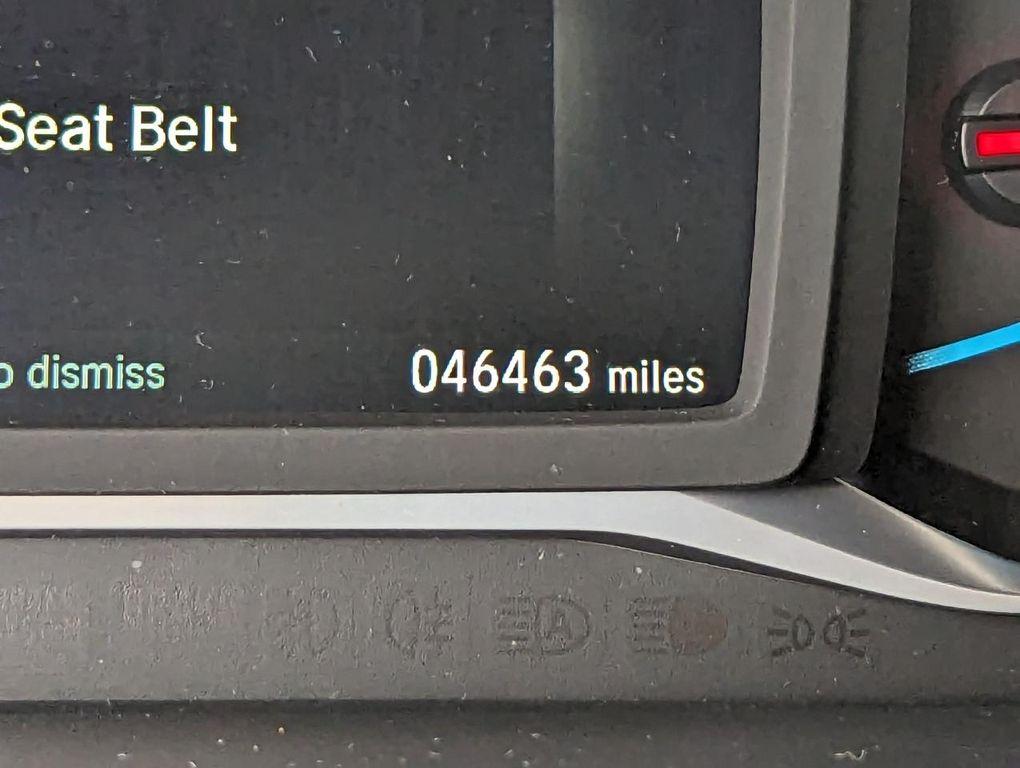 Seat Belt
o dismiss
046463 miles